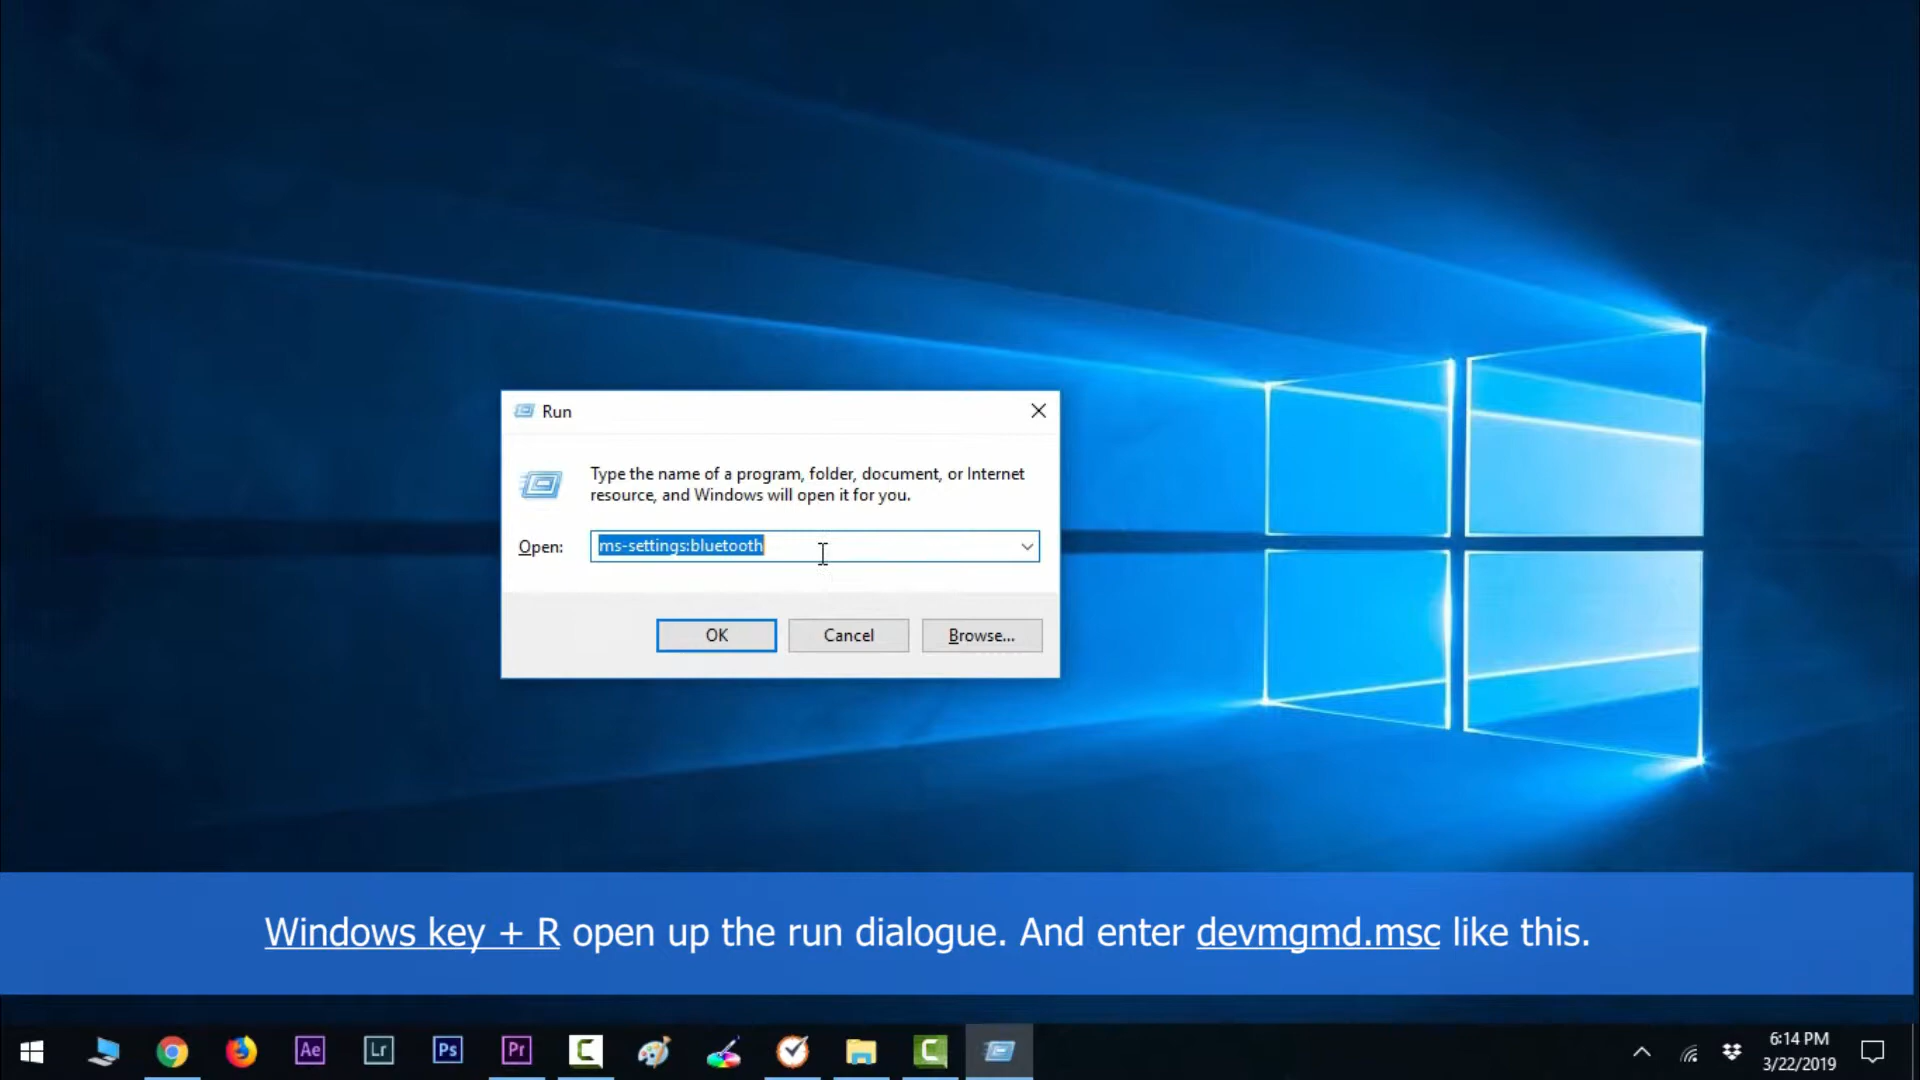 Run
Type the name of a program, folder, document, or Internet
resource, and Windows will open it for you.
Open: ms-settings:bluetooth
OK Cancel Browse...
Windows key + R open up the run dialogue. And enter devmgmd.msc like this.
Ae Lr Ps Pr
6:14 PM
3/22/2019